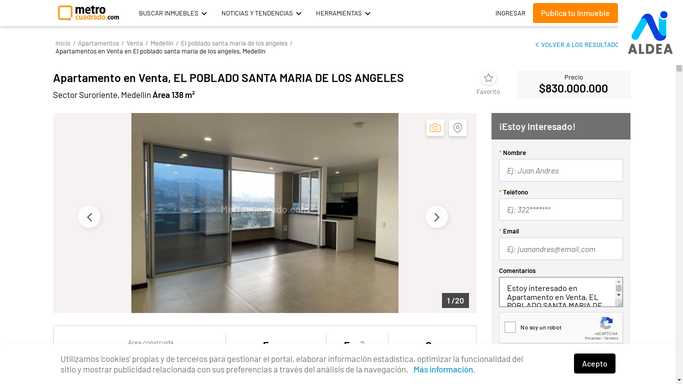 metro
cuadrado.com
BUSCAR INMUEBLES
NOTICIAS Y TENDENCIAS
HERRAMIENTAS
INGRESAR
Publica tu Inmueble
ALDEA
Inicio / Apartamentos / Venta / Medellin / El poblado santa maria de los angeles /
Apartamentos en Venta en El poblado santa maria de los angeles, Medellin
< VOLVER A LOS RESULTADO
Apartamento en Venta, EL POBLADO SANTA MARIA DE LOS ANGELES
Sector Suroriente, Medellin Área 138 m²
Favorito
Precio
$830.000.000
1 / 20
¡Estoy Interesado!
* Nombre
Ej: Juan Andres
* Teléfono
Ej: 322*******
* Email
Ej: juanandres@email.com
Comentarios
Estoy interesado en
Apartamento en Venta, EL
POBLADO SANTA MARIA DE
No soy un robot
reCAPTCHA
Privacidad - Términos
Área construida
Utilizamos 'cookies' propias y de terceros para gestionar el portal, elaborar información estadística, optimizar la funcionalidad del
sitio y mostrar publicidad relacionada con sus preferencias a través del análisis de la navegación. Más información.
Acepto